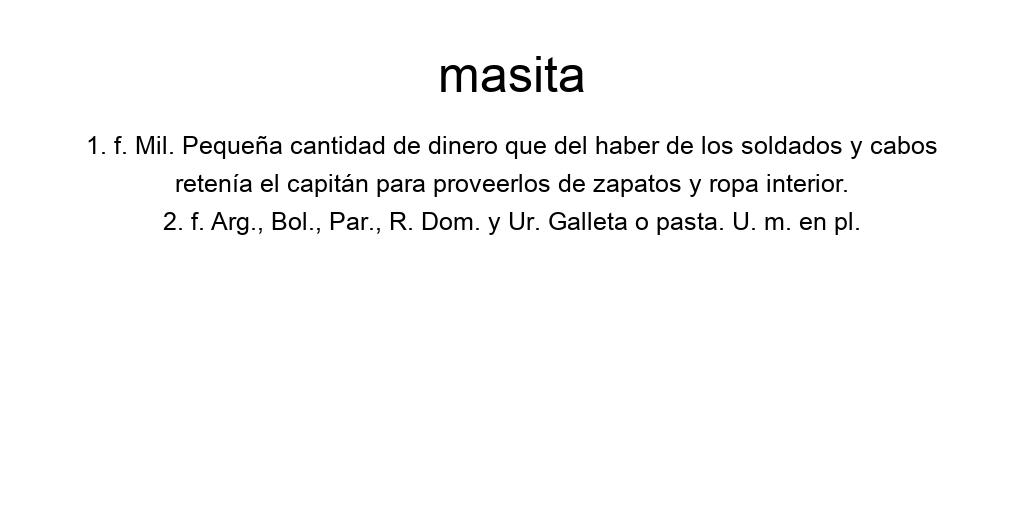 masita
1. f. Mil. Pequeña cantidad de dinero que del haber de los soldados y cabos
retenía el capitán para proveerlos de zapatos y ropa interior.
2. f. Arg., Bol., Par., R. Dom. y Ur. Galleta o pasta. U. m. en pl.